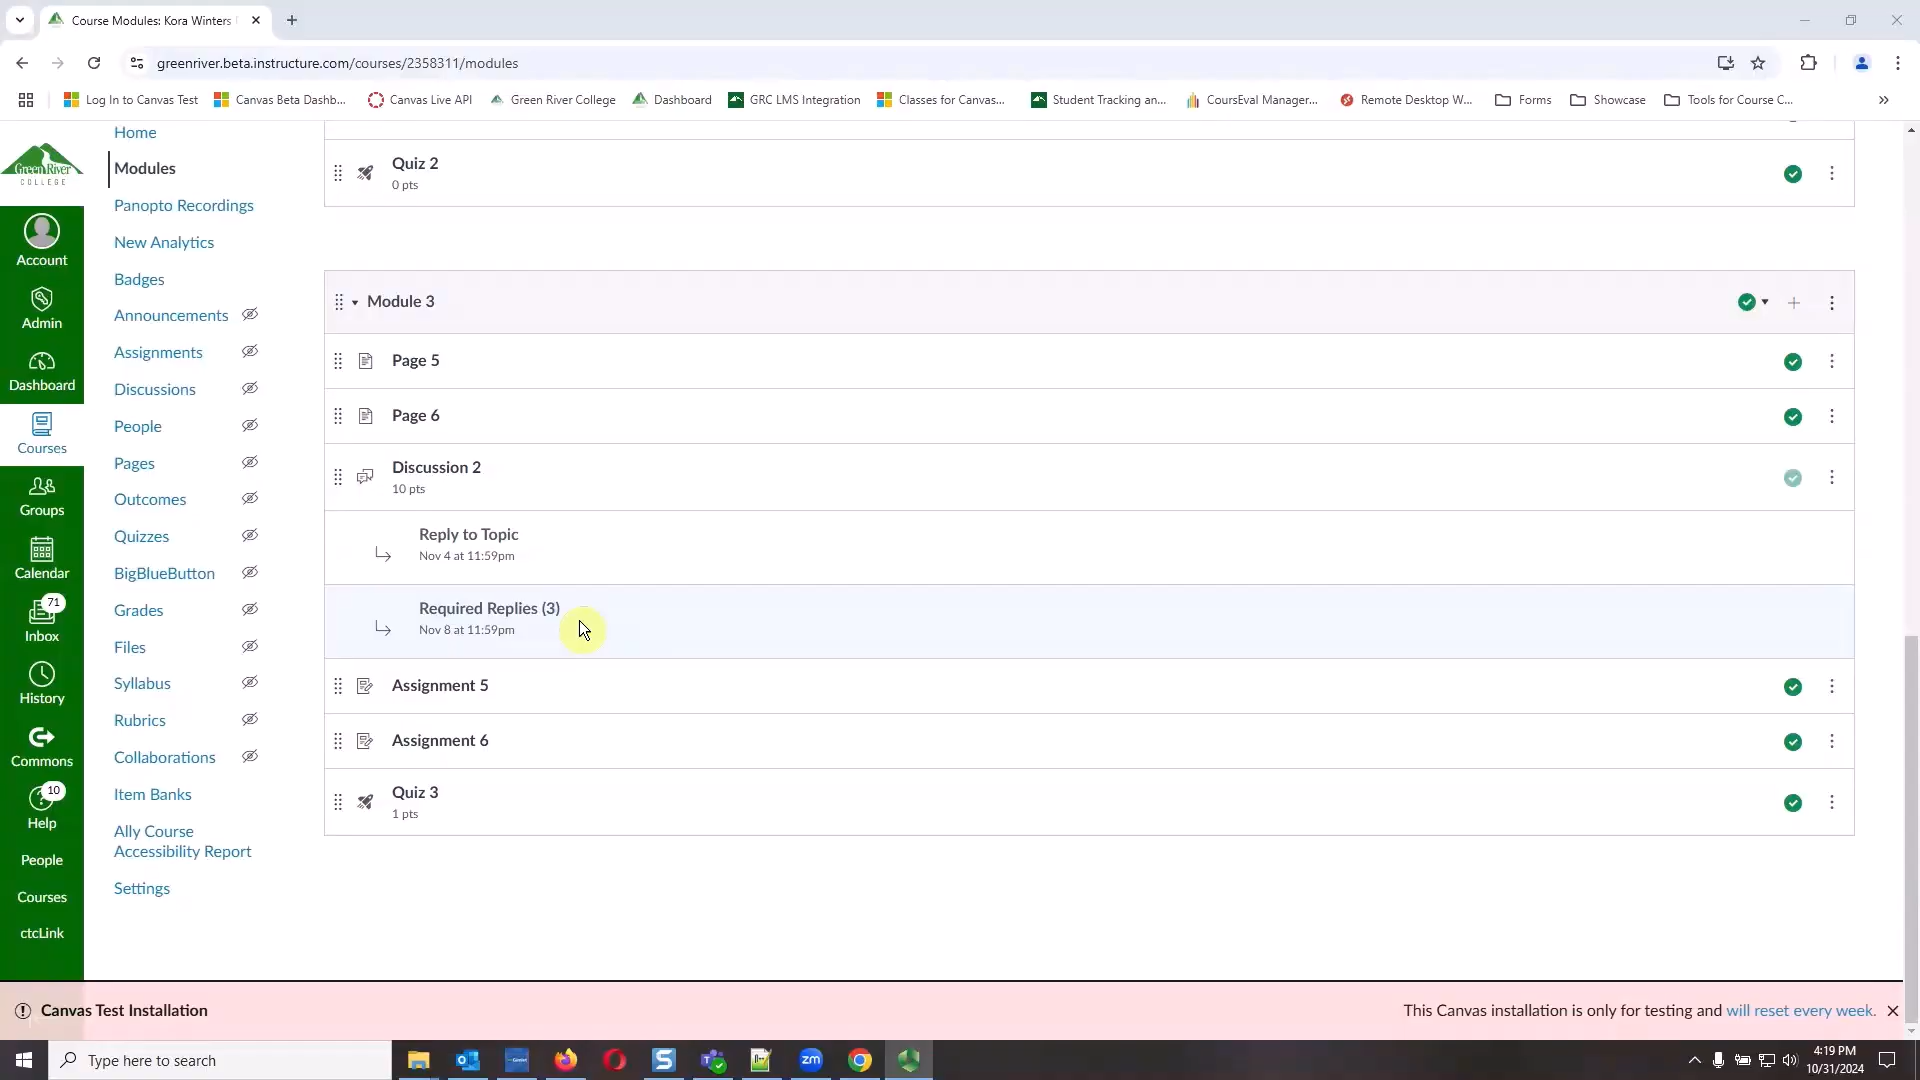 Course Modules: Kora Winters
greenriver.beta.instructure.com/courses/2358311/modules
Log In to Canvas Test
Canvas Beta Dashb...
Canvas Live API
Green River College
Dashboard
GRC LMS Integration
Classes for Canvas...
Student Tracking an...
CoursEval Manager...
Remote Desktop W...
Forms
Showcase
Tools for Course C...
Green River
COLLEGE
Account
Admin
Dashboard
Courses
Groups
Calendar
71
Inbox
History
Commons
10
Help
People
Courses
ctcLink
Home
Modules
Panopto Recordings
New Analytics
Badges
Announcements
Assignments
Discussions
People
Pages
Outcomes
Quizzes
BigBlueButton
Grades
Files
Syllabus
Rubrics
Collaborations
Item Banks
Ally Course
Accessibility Report
Settings
Quiz 2
0 pts
Module 3
Page 5
Page 6
Discussion 2
10 pts
Reply to Topic
Nov 4 at 11:59pm
Required Replies (3)
Nov 8 at 11:59pm
Assignment 5
Assignment 6
Quiz 3
1 pts
Canvas Test Installation
This Canvas installation is only for testing and will reset every week.
Type here to search
zm
4:19 PM
10/31/2024